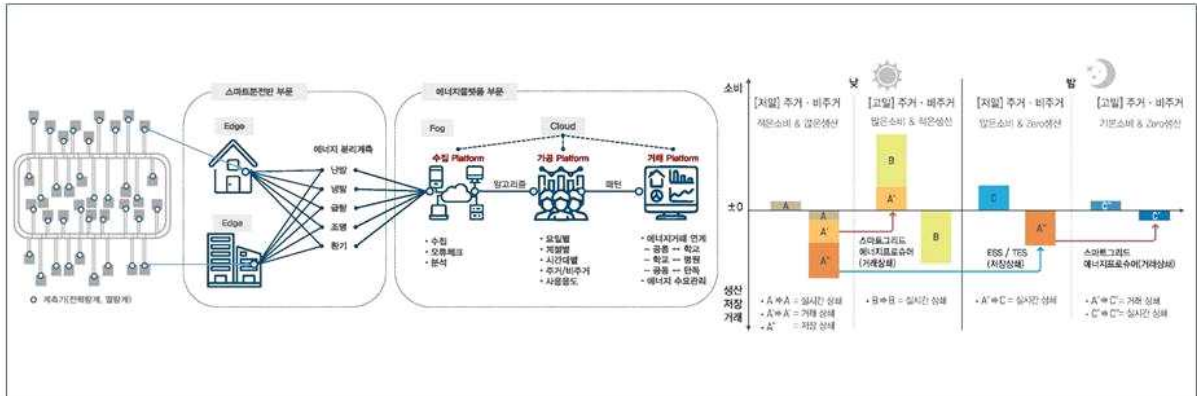 스마트분전반 부문
Edge
Edge
에너지 분리계측
난방
냉방
급탕
조명
환기
계측기(전력량계, 열량계)
에너지플랫폼 부문
Fog
Cloud
수집 Platform
가공 Platform
거래 Platform
알고리즘
패턴
• 수집
• 오류체크
• 분석
• 요일별
• 계절별
• 시간대별
• 주거/비주거
• 사용용도
• 에너지거래 연계
– 공동 ↔ 학교
– 학교 ↔ 병원
– 공동 ↔ 단독
• 에너지 수요관리
소비
±0
생산
저장
거래
낮
밤
[저밀] 주거 · 비주거
적은소비 & 많은생산
[고밀] 주거 · 비주거
많은소비 & 적은생산
[저밀] 주거 · 비주거
많은소비 & Zero생산
[고밀] 주거 · 비주거
기본소비 & Zero생산
A
A
A'
A"
B
A'
B
C
A"
C"
C'
스마트그리드
에너지프로슈머
(거래상쇄)
ESS / TES
(저장상쇄)
스마트그리드
에너지프로슈머(거래상쇄)
• A⇨A = 실시간 상쇄
• A'⇨A' = 거래 상쇄
• A" = 저장 상쇄
• B⇨B = 실시간 상쇄
• A"⇨C = 실시간 상쇄
• A"⇨C' = 거래 상쇄
• C"⇨C"= 실시간 상쇄